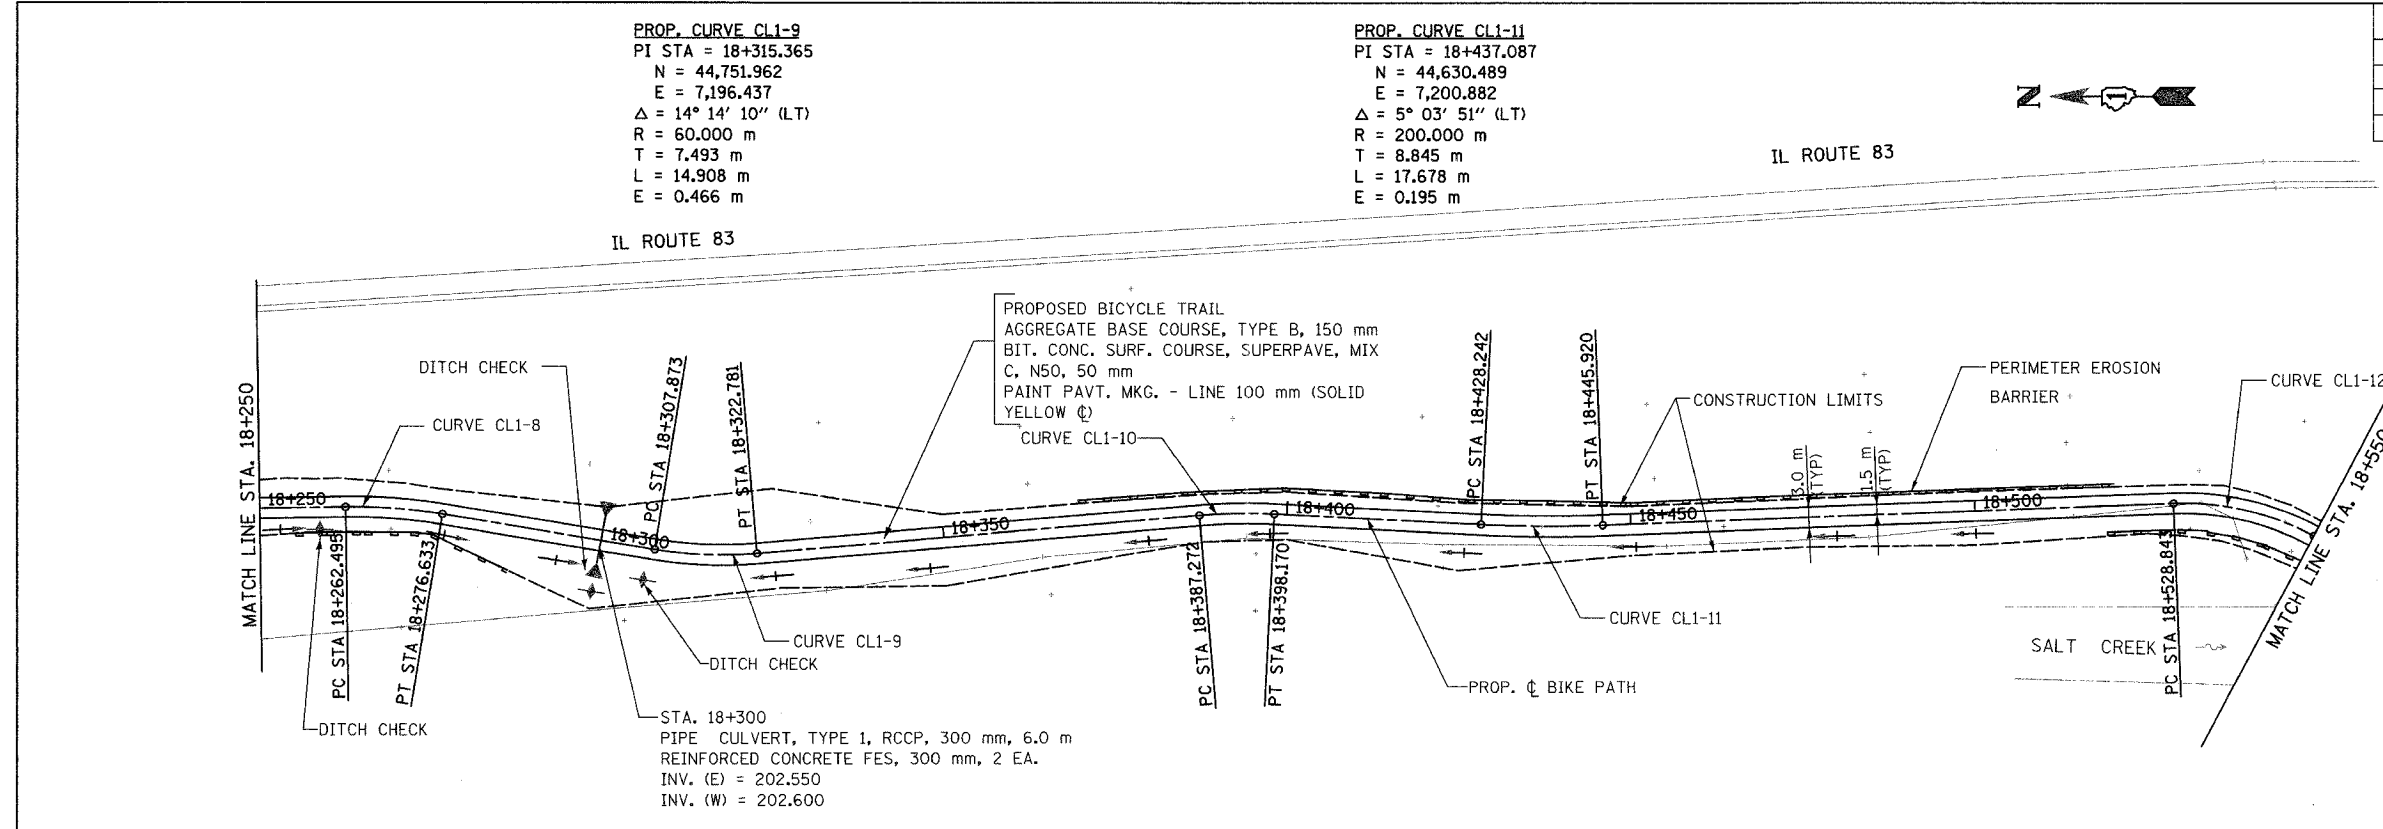 PROP. CURVE CL1-9
PI STA = 18+315.365
N = 44,751.962
E = 7,196.437
Δ = 14° 14' 10'' (LT)
R = 60.000 m
T = 7.493 m
L = 14.908 m
E = 0.466 m
PROP. CURVE CL1-11
PI STA = 18+437.087
N = 44,630.489
E = 7,200.882
Δ = 5° 03' 51'' (LT)
R = 200.000 m
T = 8.845 m
L = 17.678 m
E = 0.195 m
N
IL ROUTE 83
IL ROUTE 83
PROPOSED BICYCLE TRAIL
AGGREGATE BASE COURSE, TYPE B, 150 mm
BIT. CONC. SURF. COURSE, SUPERPAVE, MIX
C, N50, 50 mm
PAINT PAVT. MKG. - LINE 100 mm (SOLID
YELLOW ℄)
DITCH CHECK
CURVE CL1-8
CURVE CL1-10
CONSTRUCTION LIMITS
PERIMETER EROSION
BARRIER
CURVE CL1-12
MATCH LINE STA. 18+250
PC STA 18+262.495
PT STA 18+276.633
PC STA 18+307.873
PT STA 18+322.781
PC STA 18+387.272
PT STA 18+398.170
PC STA 18+428.242
PT STA 18+445.920
3.0 m
(TYP)
1.5 m
(TYP)
PC STA 18+528.843
MATCH LINE STA. 18+550
18+250
18+300
18+350
18+400
18+450
18+500
CURVE CL1-9
DITCH CHECK
DITCH CHECK
CURVE CL1-11
PROP. ℄ BIKE PATH
SALT CREEK
STA. 18+300
PIPE CULVERT, TYPE 1, RCCP, 300 mm, 6.0 m
REINFORCED CONCRETE FES, 300 mm, 2 EA.
INV. (E) = 202.550
INV. (W) = 202.600